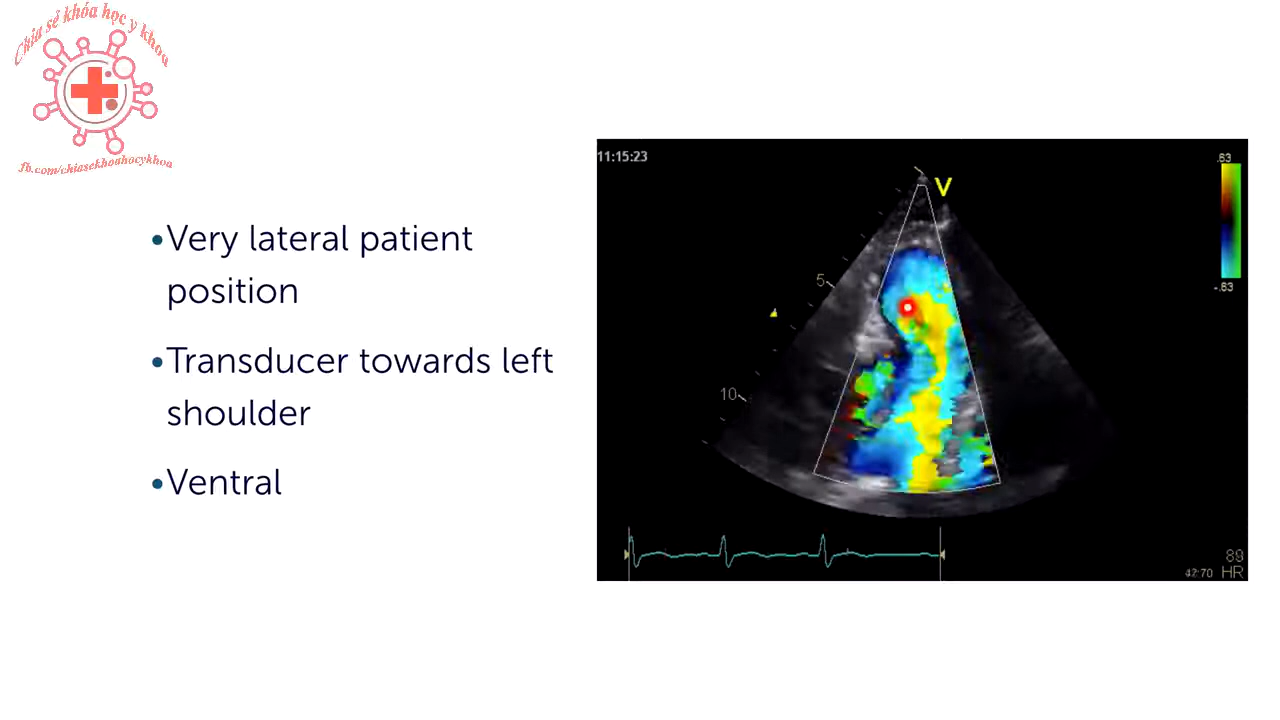 Chia sẻ khóa học y khoa
fb.com/chiasekhoahocykhoa
•Very lateral patient
position
•Transducer towards left
shoulder
•Ventral
11:15:23
V
.63
-.63
5
10
89
HR